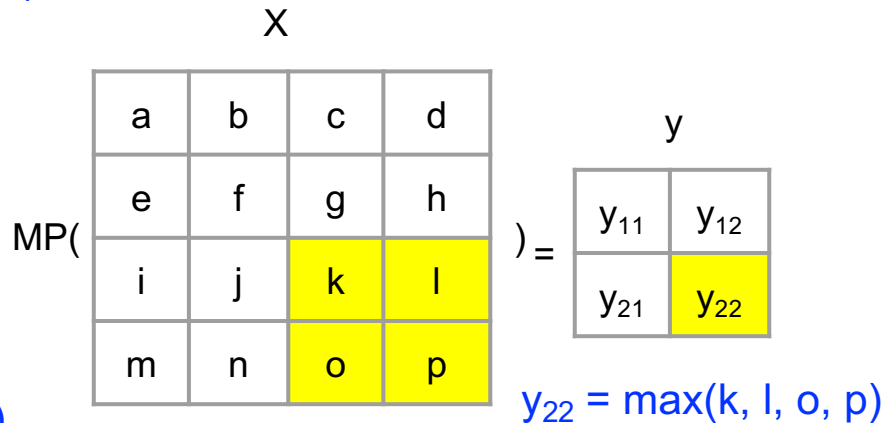 X
a b c d
y
e f g h
MP( ) =
y₁₁ y₁₂
i j k l
y₂₁ y₂₂
m n o p
y₂₂ = max(k, l, o, p)
)